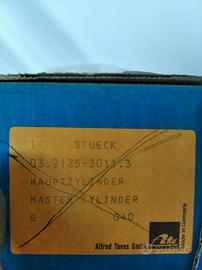 1 STUECK
03.2125-3011.3
HAUPTZYLINDER
MASTER CYLINDER
G 040
Ate
Made in Germany
Alfred Teves GmbH